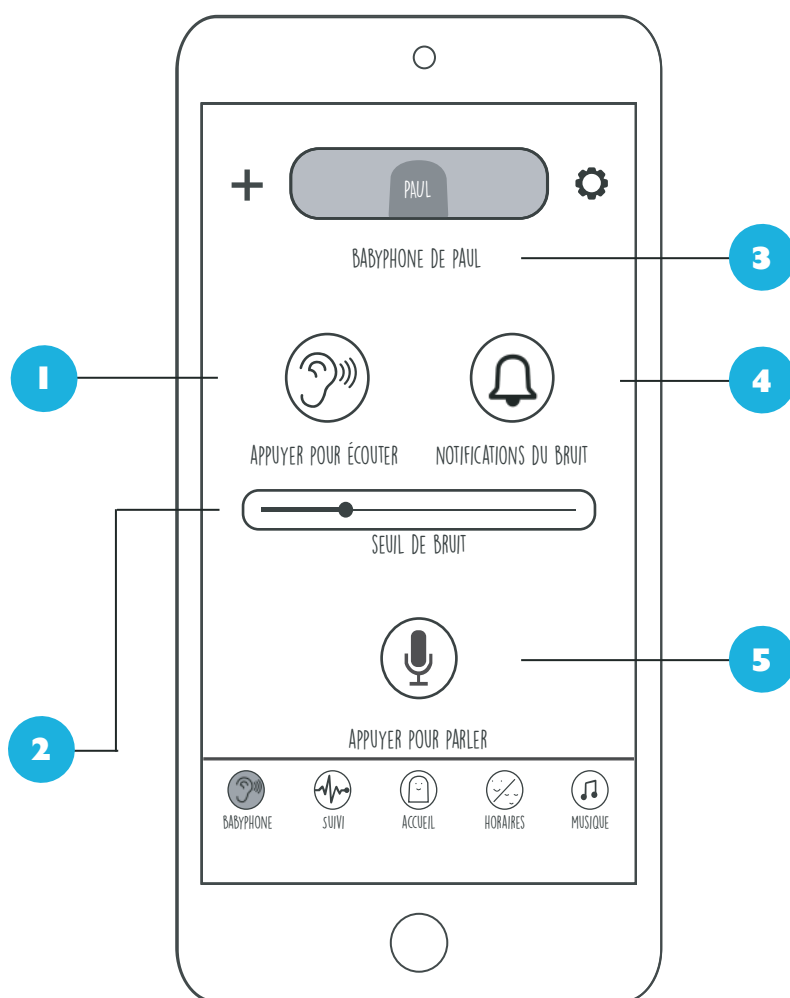 PAUL
BABYPHONE DE PAUL
3
1
4
APPUYER POUR ÉCOUTER
NOTIFICATIONS DU BRUIT
SEUIL DE BRUIT
5
2
APPUYER POUR PARLER
BABYPHONE
SUIVI
ACCUEIL
HORAIRES
MUSIQUE